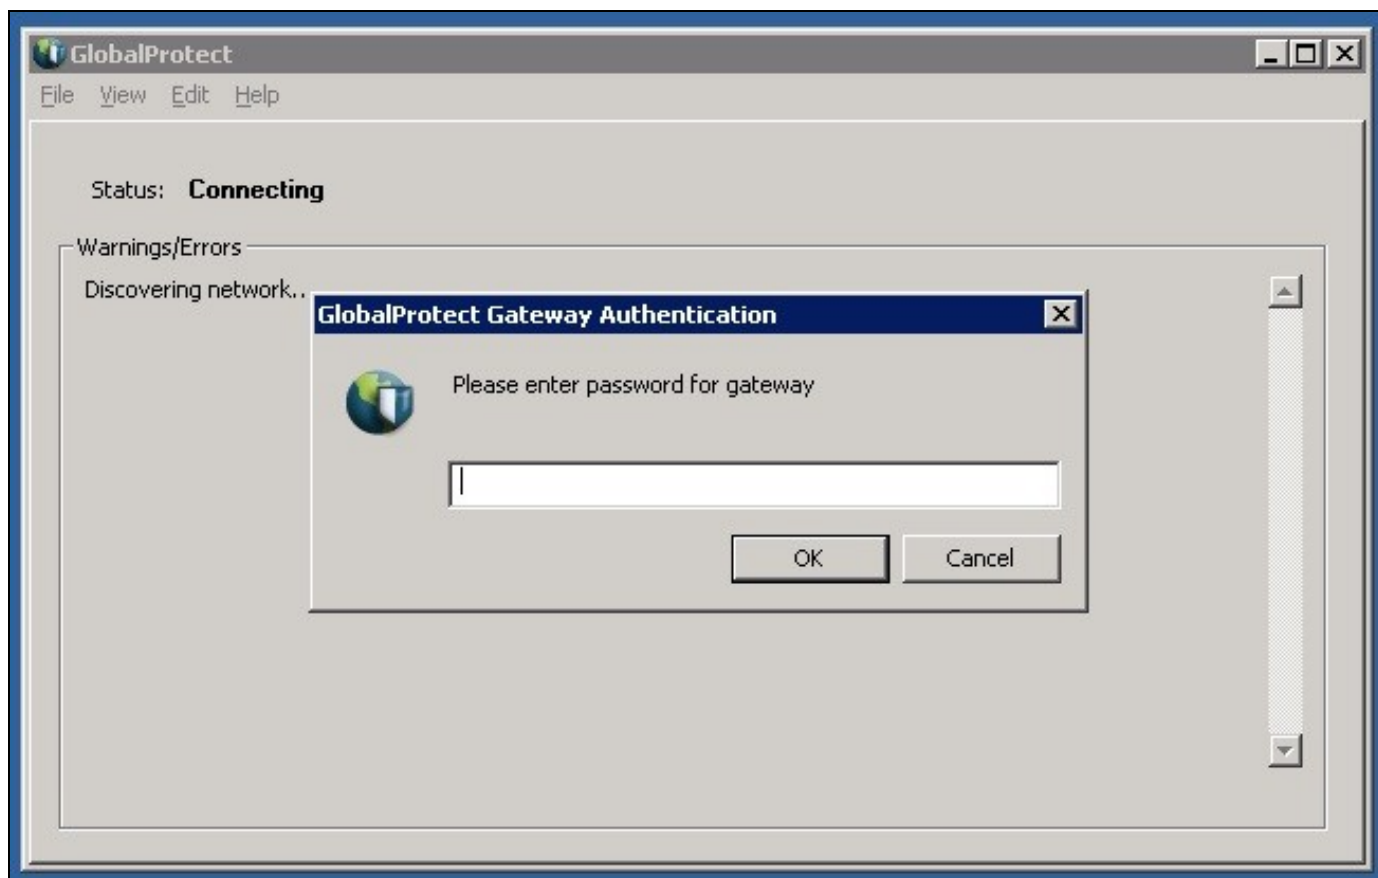 GlobalProtect
File View Edit Help
Status: Connecting
Warnings/Errors
Discovering network..
GlobalProtect Gateway Authentication
Please enter password for gateway
OK Cancel